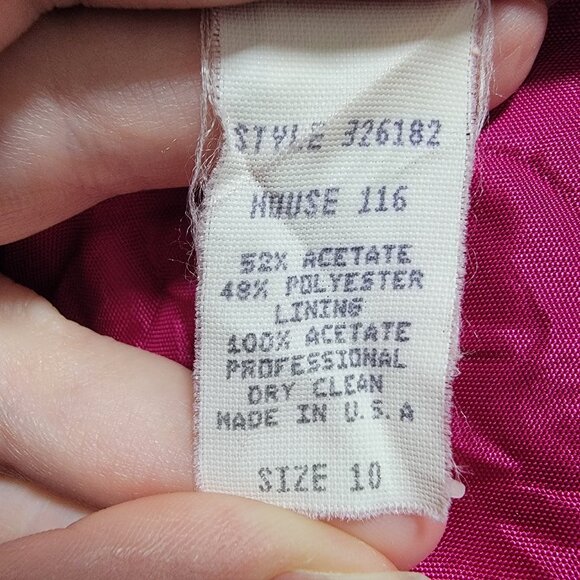 STYLE 326182
HOUSE 116
52% ACETATE
48% POLYESTER
LINING
100% ACETATE
PROFESSIONAL
DRY CLEAN
MADE IN U.S.A
SIZE 10